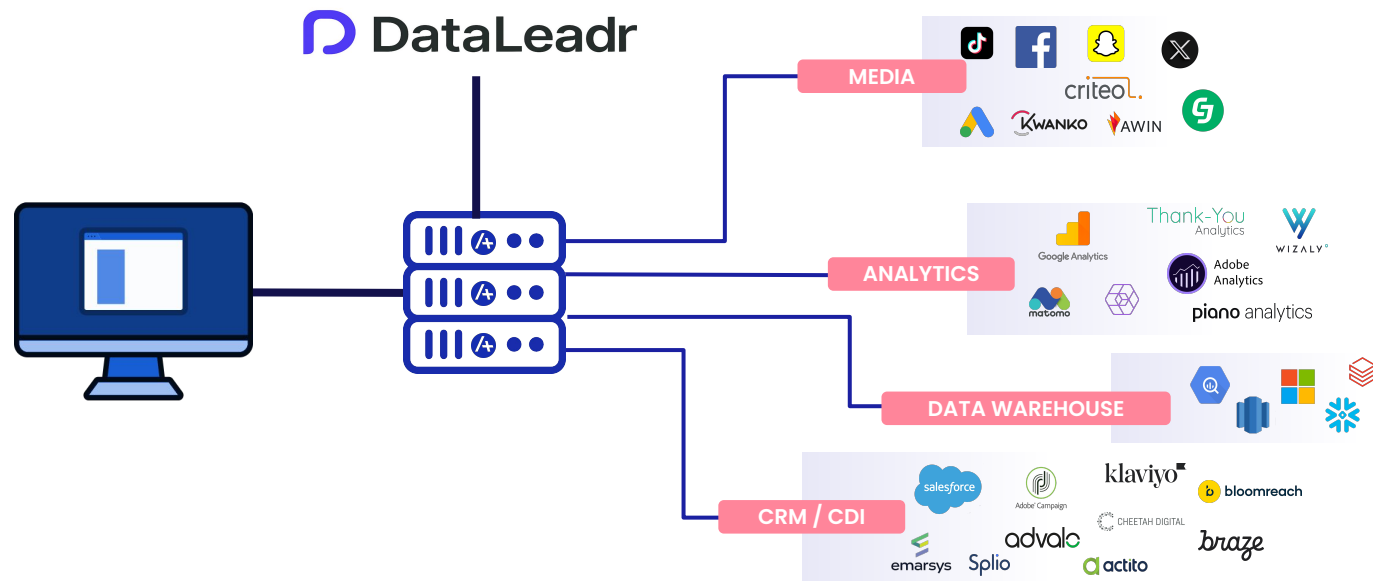 DataLeadr
MEDIA
criteo
KWANKO
AWIN
ANALYTICS
Google Analytics
Thank-You
Analytics
WIZALY
Adobe
Analytics
matomo
piano analytics
DATA WAREHOUSE
CRM / CDI
salesforce
Adobe Campaign
klaviyo
bloomreach
CHEETAH DIGITAL
emarsys
Splio
advalo
actito
braze